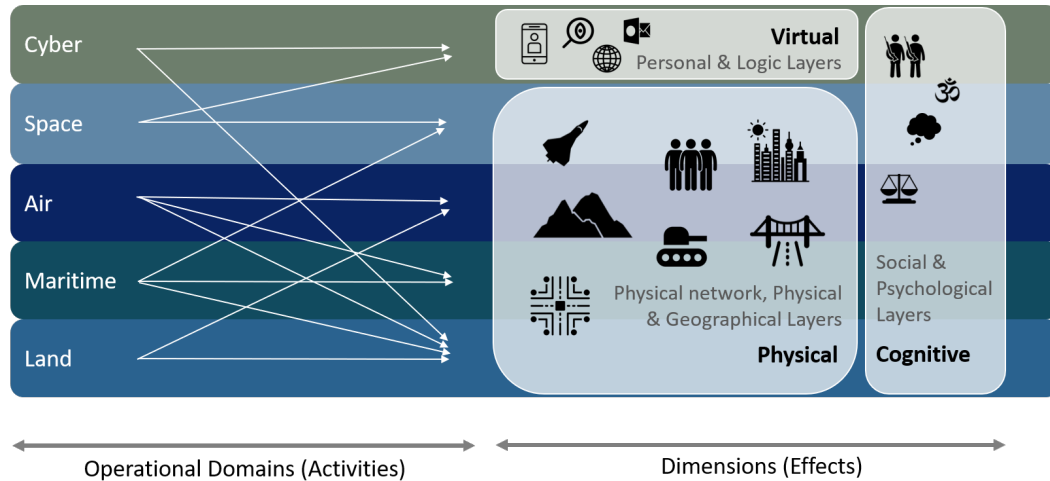 Cyber
Space
Air
Maritime
Land
Virtual
Personal & Logic Layers
ॐ
Physical network, Physical
& Geographical Layers
Physical
Social &
Psychological
Layers
Cognitive
Operational Domains (Activities)
Dimensions (Effects)